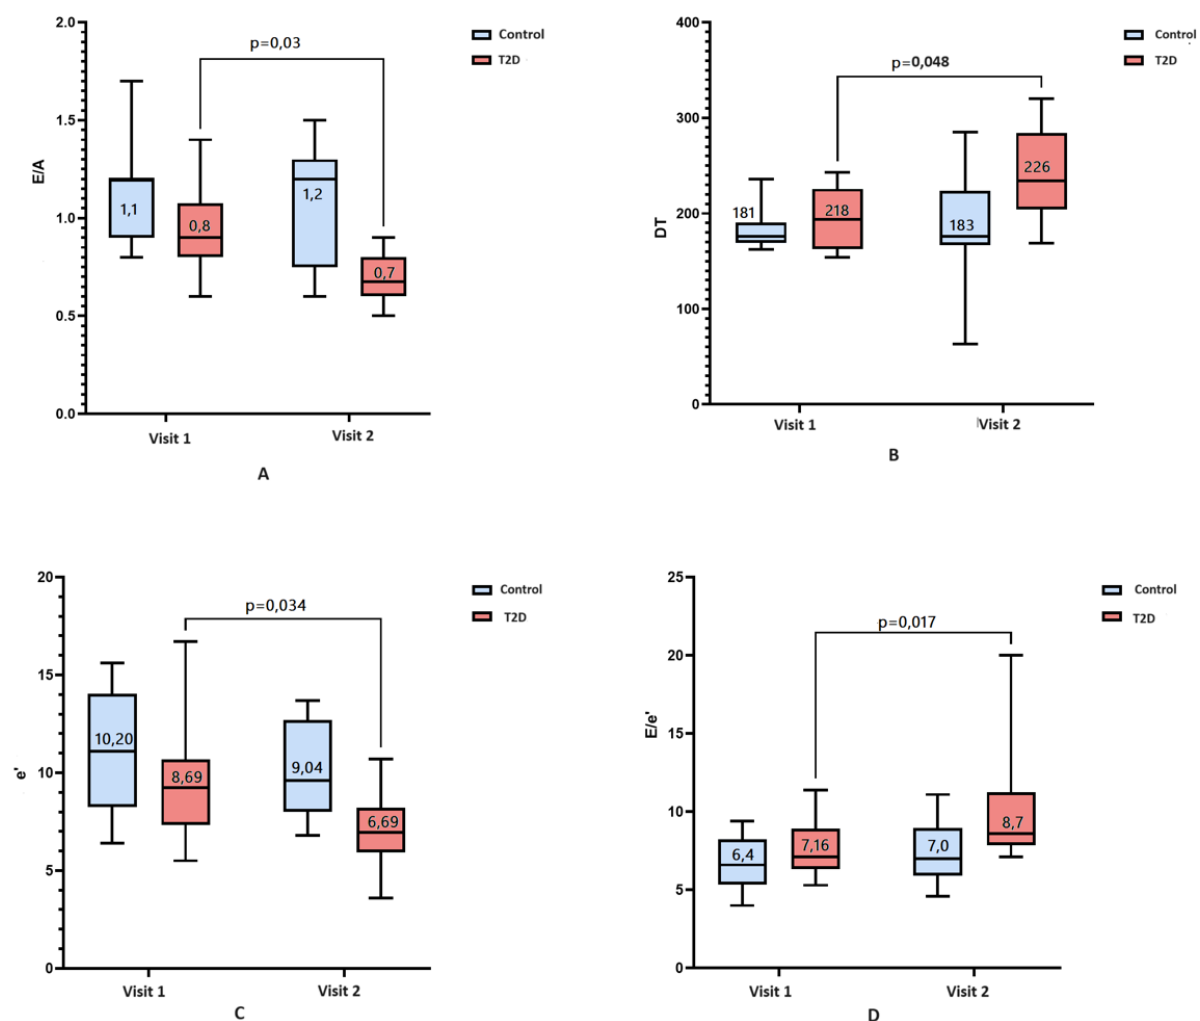 2.0
1.5
1.0
0.5
0.0
E/A
p=0,03
Control
T2D
1,1
0,8
1,2
0,7
Visit 1
Visit 2
A
400
300
200
100
0
DT
p=0,048
Control
T2D
181
218
183
226
Visit 1
Visit 2
B
20
15
10
5
0
e'
p=0,034
Control
T2D
10,20
8,69
9,04
6,69
Visit 1
Visit 2
C
25
20
15
10
5
0
E/e'
p=0,017
Control
T2D
6,4
7,16
7,0
8,7
Visit 1
Visit 2
D